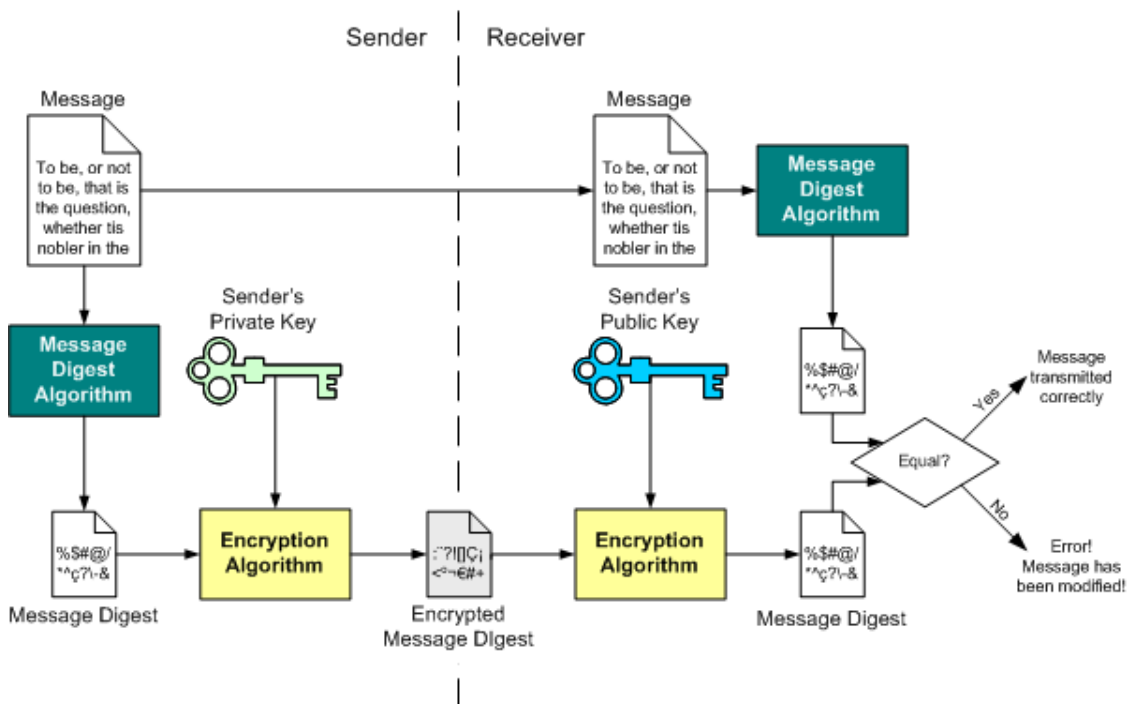 Sender
Receiver
Message
To be, or not
to be, that is
the question,
whether tis
nobler in the
Message
To be, or not
to be, that is
the question,
whether tis
nobler in the
Message
Digest
Algorithm
Sender's
Private Key
Sender's
Public Key
Message
Digest
Algorithm
%$#@/
*^ç?\-&
Message
transmitted
correctly
Yes
Equal?
No
%$#@/
*^ç?\-&
Message Digest
Encryption
Algorithm
:¨?![]Ç¡
<º¬€#+
Encrypted
Message DIgest
Encryption
Algorithm
%$#@/
*^ç?\-&
Message Digest
Error!
Message has
been modified!